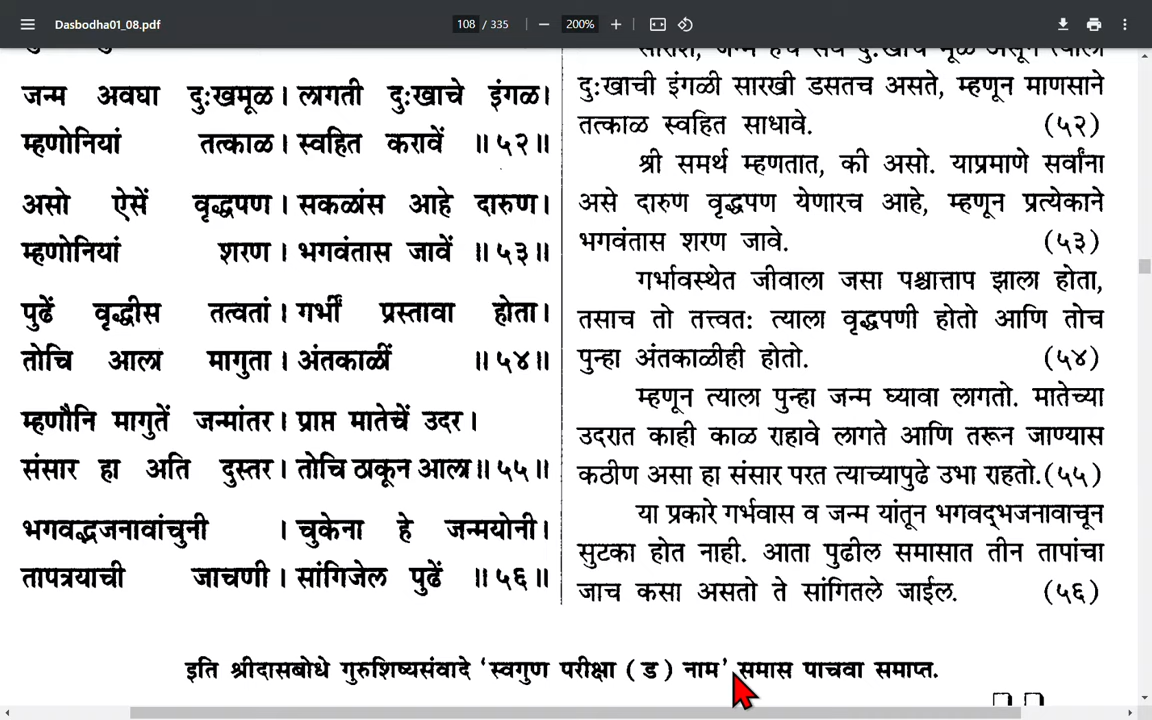 Dasbodha01_08.pdf
108 / 335
200%
जन्म अवघा दुःखमूळ। लागती दुःखाचे इंगळ।
म्हणोनियां तत्काळ। स्वहित करावें ॥५२॥
असो ऐसें वृद्धपण। सकळांस आहे दारुण।
म्हणोनियां शरण। भगवंतास जावें ॥५३॥
पुढें वृद्धीस तत्वतां। गर्भीं प्रस्तावा होता।
तोचि आला मागुता। अंतकाळीं ॥५४॥
म्हणौनि मागुतें जन्मांतर। प्राप्त मातेचें उदर।
संसार हा अति दुस्तर। तोचि ठाकून आला॥५५॥
भगवद्भजनावांचुनी । चुकेना हे जन्मयोनी।
तापत्रयाची जाचणी। सांगिजेल पुढें ॥५६॥
सारांश, जन्म हेच सर्व दु:खाचे मूळ असून त्याला
दु:खाची इंगळी सारखी डसतच असते, म्हणून माणसाने
तत्काळ स्वहित साधावे. (५२)
श्री समर्थ म्हणतात, की असो. याप्रमाणे सर्वांना
असे दारुण वृद्धपण येणारच आहे, म्हणून प्रत्येकाने
भगवंतास शरण जावे. (५३)
गर्भावस्थेत जीवाला जसा पश्चात्ताप झाला होता,
तसाच तो तत्त्वत: त्याला वृद्धपणी होतो आणि तोच
पुन्हा अंतकाळीही होतो. (५४)
म्हणून त्याला पुन्हा जन्म घ्यावा लागतो. मातेच्या
उदरात काही काळ राहावे लागते आणि तरून जाण्यास
कठीण असा हा संसार परत त्याच्यापुढे उभा राहतो.(५५)
या प्रकारे गर्भवास व जन्म यांतून भगवद्‌भजनावाचून
सुटका होत नाही. आता पुढील समासात तीन तापांचा
जाच कसा असतो ते सांगितले जाईल. (५६)
इति श्रीदासबोधे गुरुशिष्यसंवादे ‘स्वगुण परीक्षा (ड) नाम’ समास पाचवा समाप्त.